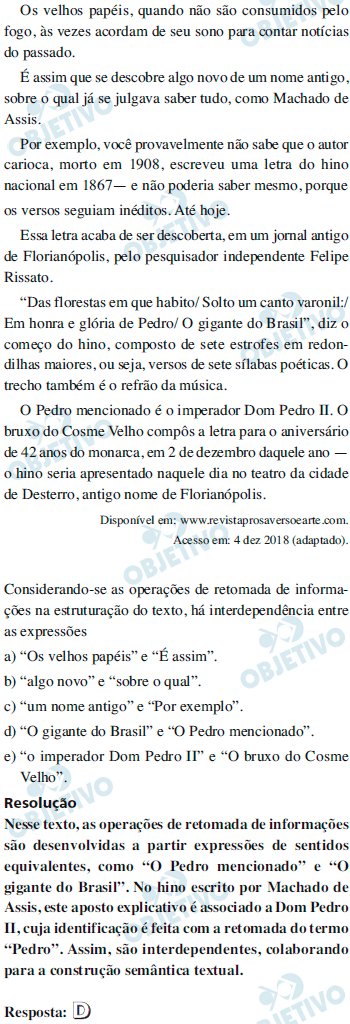 Os velhos papéis, quando não são consumidos pelo
fogo, às vezes acordam de seu sono para contar notícias
do passado.
É assim que se descobre algo novo de um nome antigo,
sobre o qual já se julgava saber tudo, como Machado de
Assis.
Por exemplo, você provavelmente não sabe que o autor
carioca, morto em 1908, escreveu uma letra do hino
nacional em 1867— e não poderia saber mesmo, porque
os versos seguiam inéditos. Até hoje.
Essa letra acaba de ser descoberta, em um jornal antigo
de Florianópolis, pelo pesquisador independente Felipe
Rissato.
“Das florestas em que habito/ Solto um canto varonil:/
Em honra e glória de Pedro/ O gigante do Brasil”, diz o
começo do hino, composto de sete estrofes em redon-
dilhas maiores, ou seja, versos de sete sílabas poéticas. O
trecho também é o refrão da música.
O Pedro mencionado é o imperador Dom Pedro II. O
bruxo do Cosme Velho compôs a letra para o aniversário
de 42 anos do monarca, em 2 de dezembro daquele ano —
o hino seria apresentado naquele dia no teatro da cidade
de Desterro, antigo nome de Florianópolis.
Disponível em: www.revistaprosaversoearte.com.
Acesso em: 4 dez 2018 (adaptado).
Considerando-se as operações de retomada de informa-
ções na estruturação do texto, há interdependência entre
as expressões
a) “Os velhos papéis” e “É assim”.
b) “algo novo” e “sobre o qual”.
c) “um nome antigo” e “Por exemplo”.
d) “O gigante do Brasil” e “O Pedro mencionado”.
e) “o imperador Dom Pedro II” e “O bruxo do Cosme
Velho”.
Resolução
Nesse texto, as operações de retomada de informações
são desenvolvidas a partir expressões de sentidos
equivalentes, como “O Pedro mencionado” e “O
gigante do Brasil”. No hino escrito por Machado de
Assis, este aposto explicativo é associado a Dom Pedro
II, cuja identificação é feita com a retomada do termo
“Pedro”. Assim, são interdependentes, colaborando
para a construção semântica textual.
Resposta: D
OBJETIVO
OBJETIVO
OBJETIVO
OBJETIVO
OBJETIVO
OBJETIVO
OBJETIVO
OBJETIVO
OBJETIVO
OBJETIVO